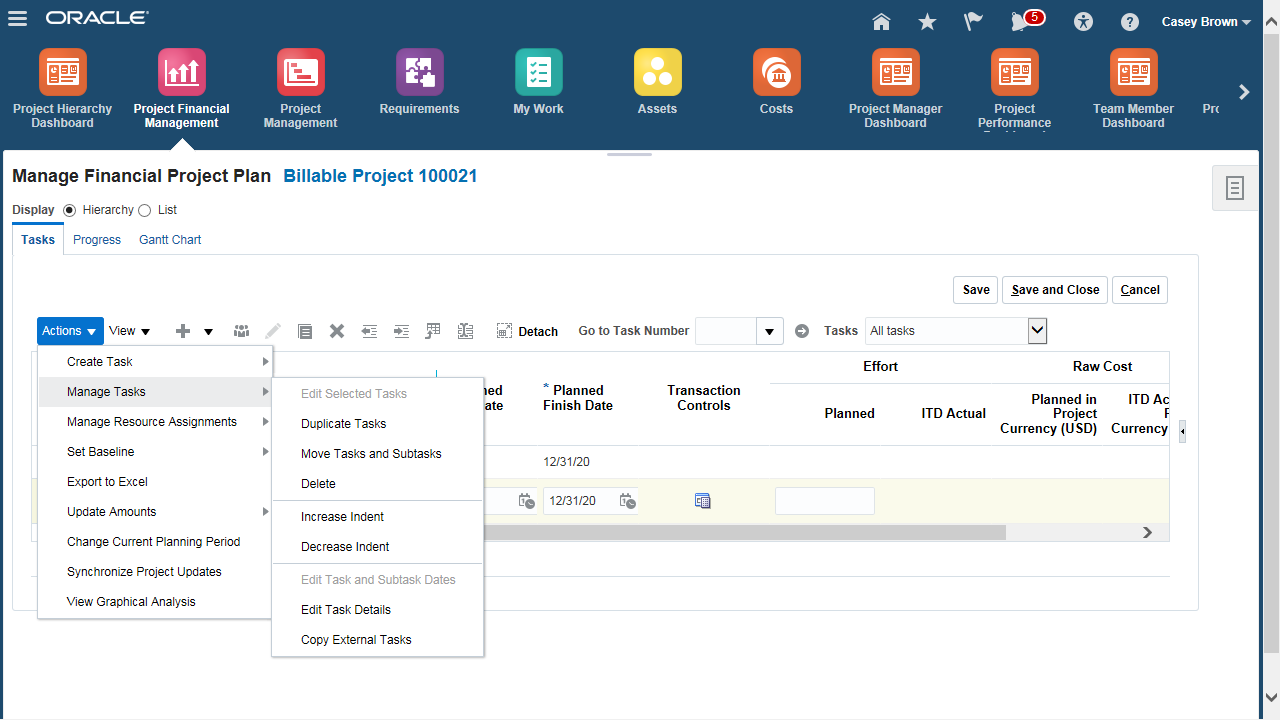 ORACLE
5
Casey Brown
Project Hierarchy
Dashboard
Project Financial
Management
Project
Management
Requirements
My Work
Assets
Costs
Project Manager
Dashboard
Project
Performance
Team Member
Dashboard
Pro
Manage Financial Project Plan Billable Project 100021
Display Hierarchy List
Tasks Progress Gantt Chart
Save Save and Close Cancel
Actions View Detach Go to Task Number Tasks All tasks
Create Task
Manage Tasks
Manage Resource Assignments
Set Baseline
Export to Excel
Update Amounts
Change Current Planning Period
Synchronize Project Updates
View Graphical Analysis
Edit Selected Tasks
Duplicate Tasks
Move Tasks and Subtasks
Delete
Increase Indent
Decrease Indent
Edit Task and Subtask Dates
Edit Task Details
Copy External Tasks
Effort Raw Cost
ned
ate
* Planned
Finish Date
Transaction
Controls
Planned
ITD Actual
Planned in
Project
Currency (USD)
ITD Ac
Currency
12/31/20
12/31/20